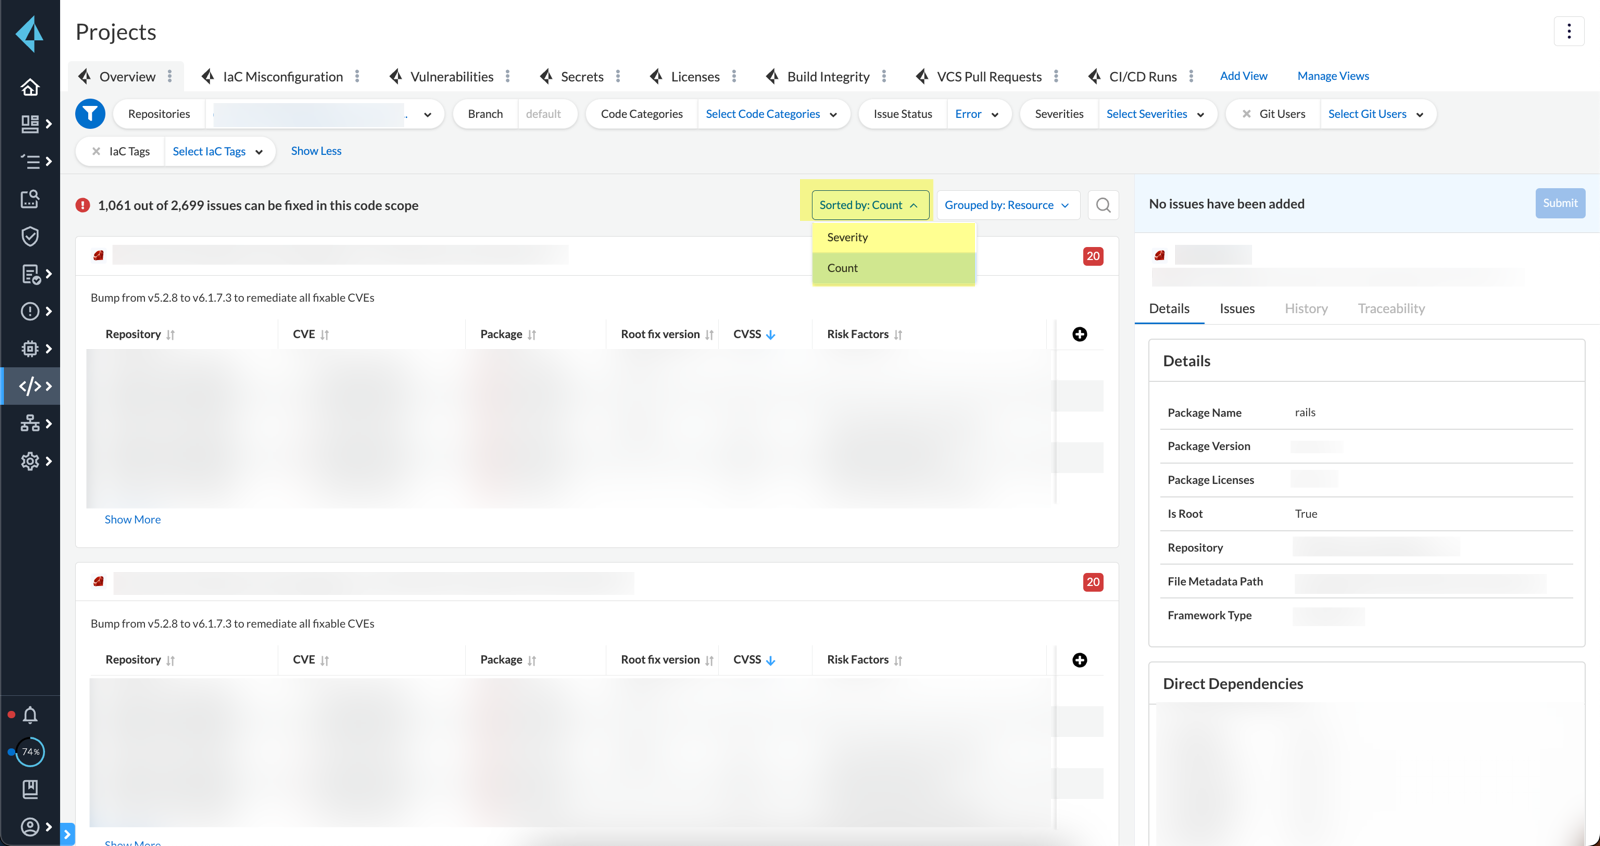 Projects
Overview
IaC Misconfiguration
Vulnerabilities
Secrets
Licenses
Build Integrity
VCS Pull Requests
CI/CD Runs
Add View
Manage Views
Repositories
Branch default
Code Categories Select Code Categories
Issue Status Error
Severities Select Severities
Git Users Select Git Users
IaC Tags Select IaC Tags
Show Less
1,061 out of 2,699 issues can be fixed in this code scope
Sorted by: Count
Grouped by: Resource
Severity
Count
No issues have been added
Submit
20
Bump from v5.2.8 to v6.1.7.3 to remediate all fixable CVEs
Repository CVE Package Root fix version CVSS Risk Factors
Show More
20
Bump from v5.2.8 to v6.1.7.3 to remediate all fixable CVEs
Repository CVE Package Root fix version CVSS Risk Factors
Show More
Details Issues History Traceability
Details
Package Name rails
Package Version
Package Licenses
Is Root True
Repository
File Metadata Path
Framework Type
Direct Dependencies
74%